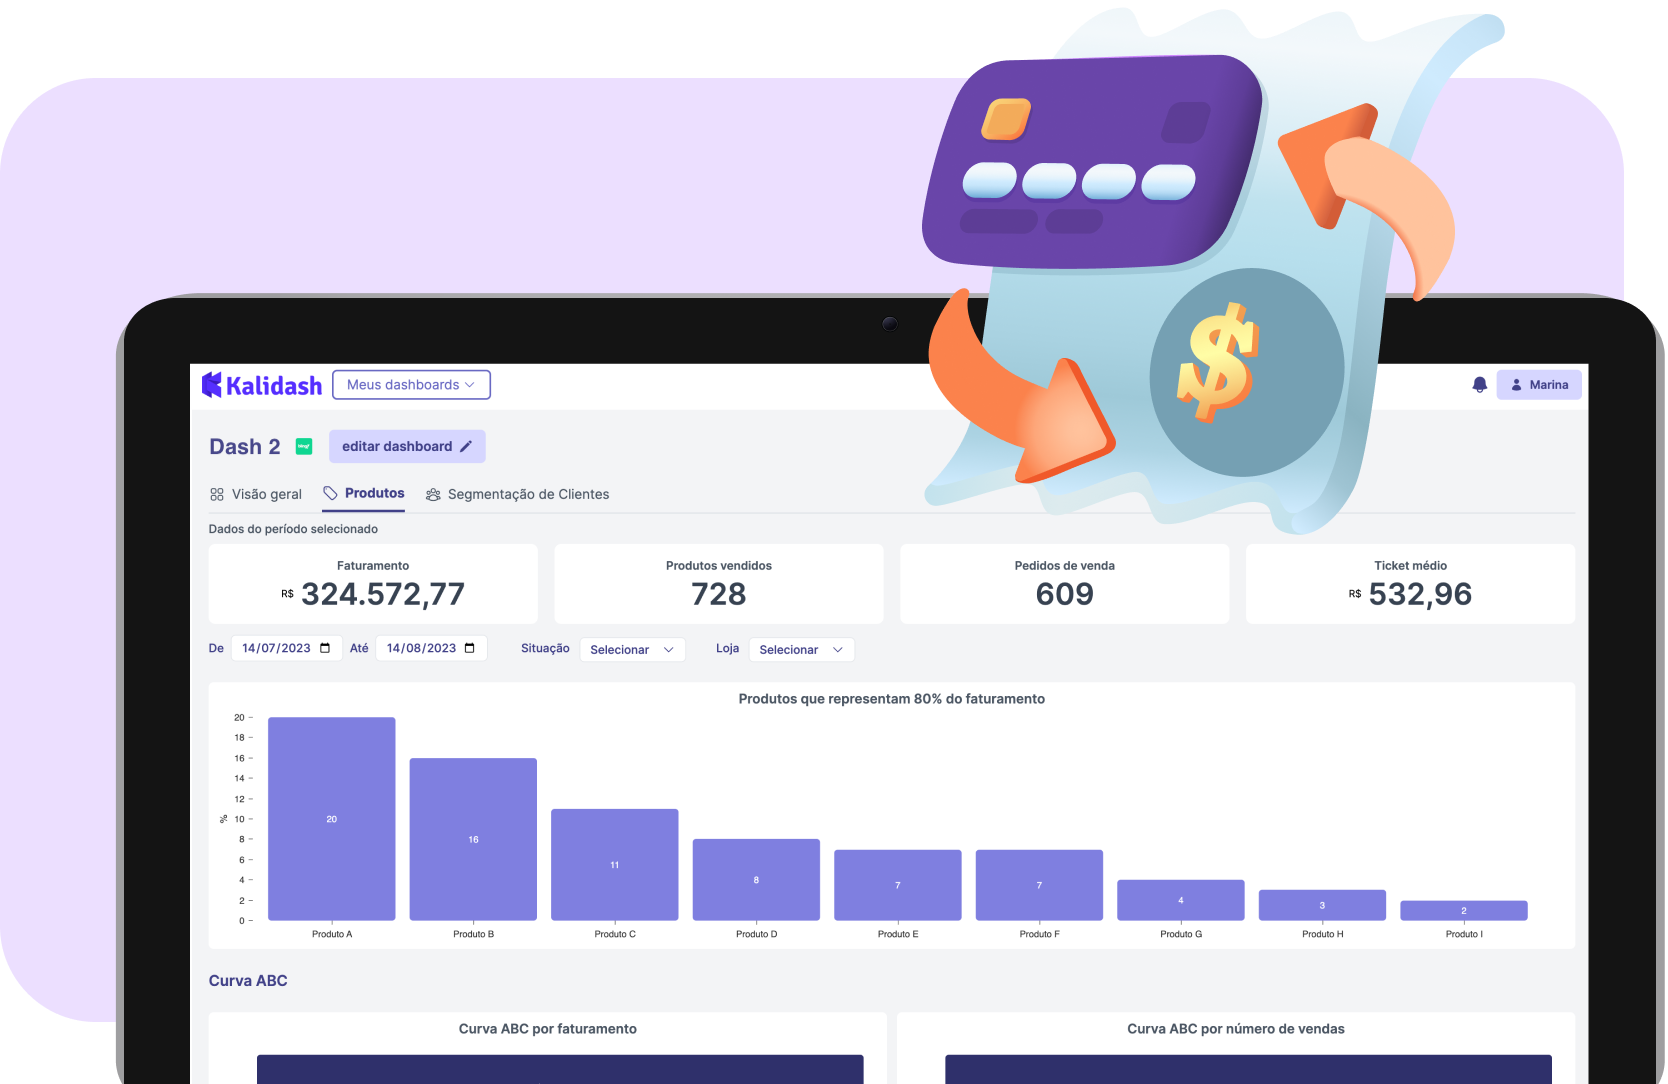 Kalidash
Meus dashboards
Marina
Dash 2
editar dashboard
Visão geral
Produtos
Segmentação de Clientes
Dados do período selecionado
Faturamento
R$ 324.572,77
Produtos vendidos
728
Pedidos de venda
609
Ticket médio
R$ 532,96
De 14/07/2023 Até 14/08/2023 Situação Selecionar Loja Selecionar
Produtos que representam 80% do faturamento
20
18
16
14
12
10
8
6
4
2
0
%
20
16
11
8
7
7
4
3
2
Produto A
Produto B
Produto C
Produto D
Produto E
Produto F
Produto G
Produto H
Produto I
Curva ABC
Curva ABC por faturamento
Curva ABC por número de vendas
$